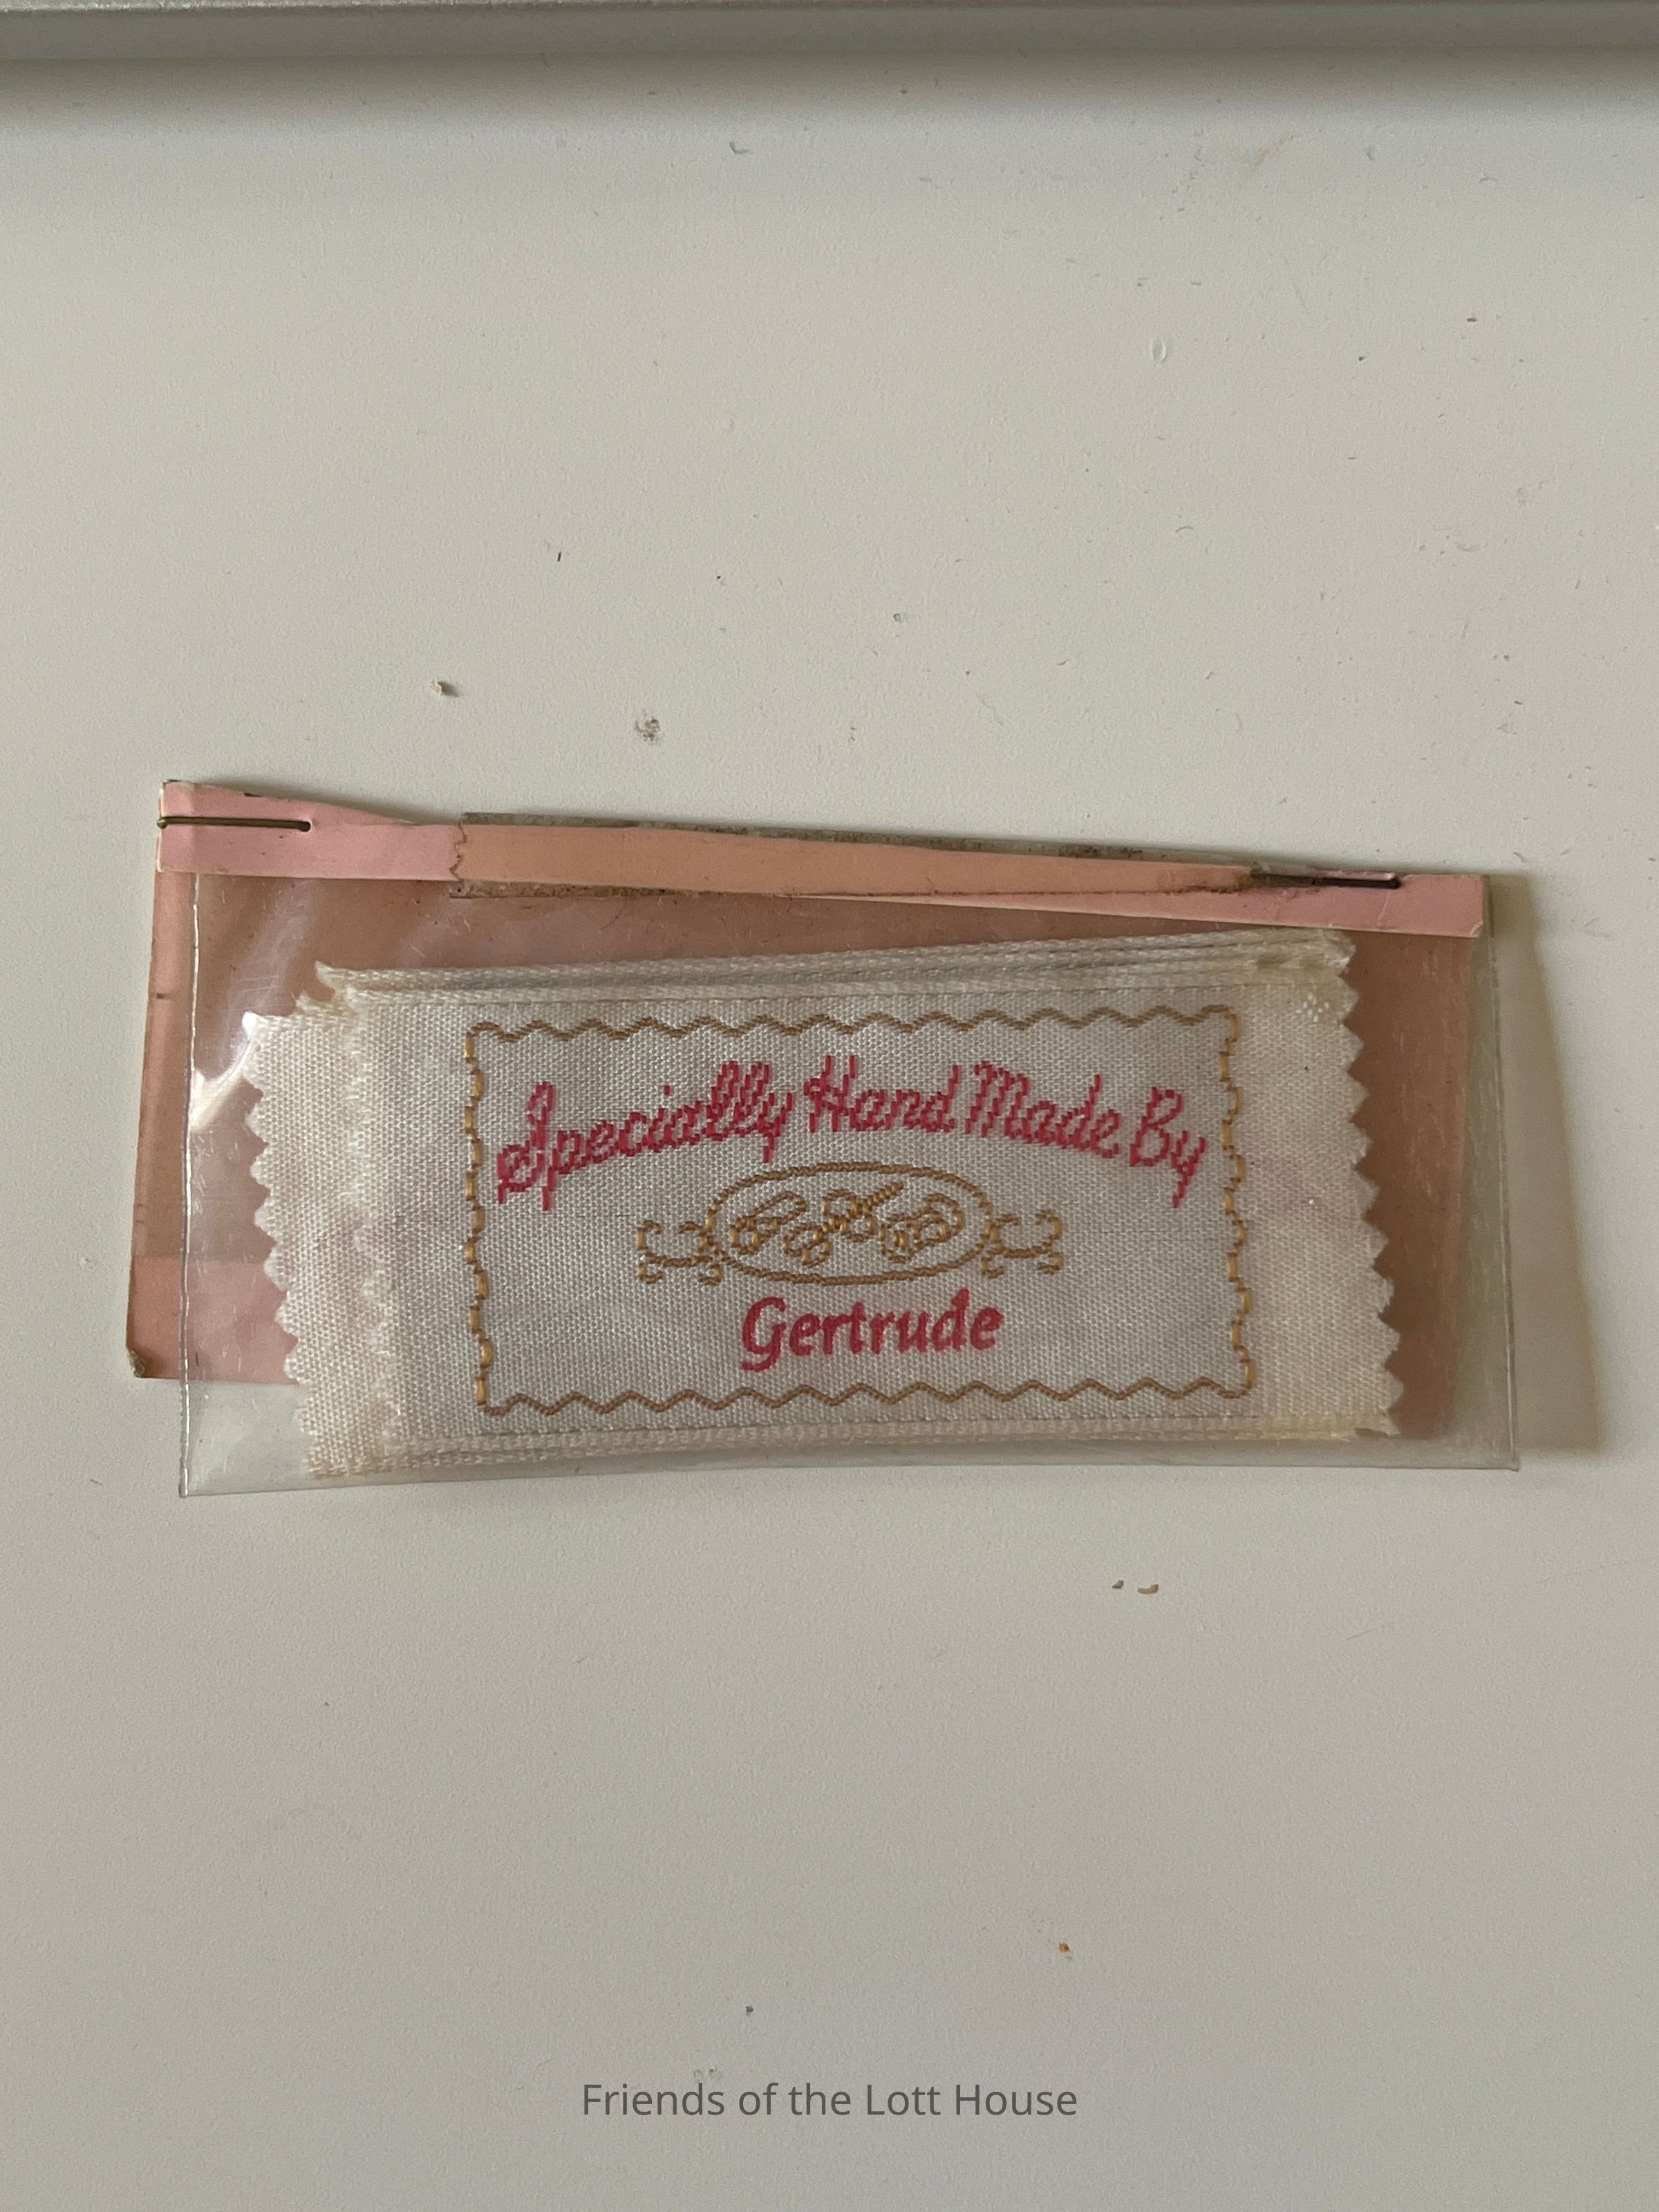 Specially Hand Made By
Gertrude
Friends of the Lott House